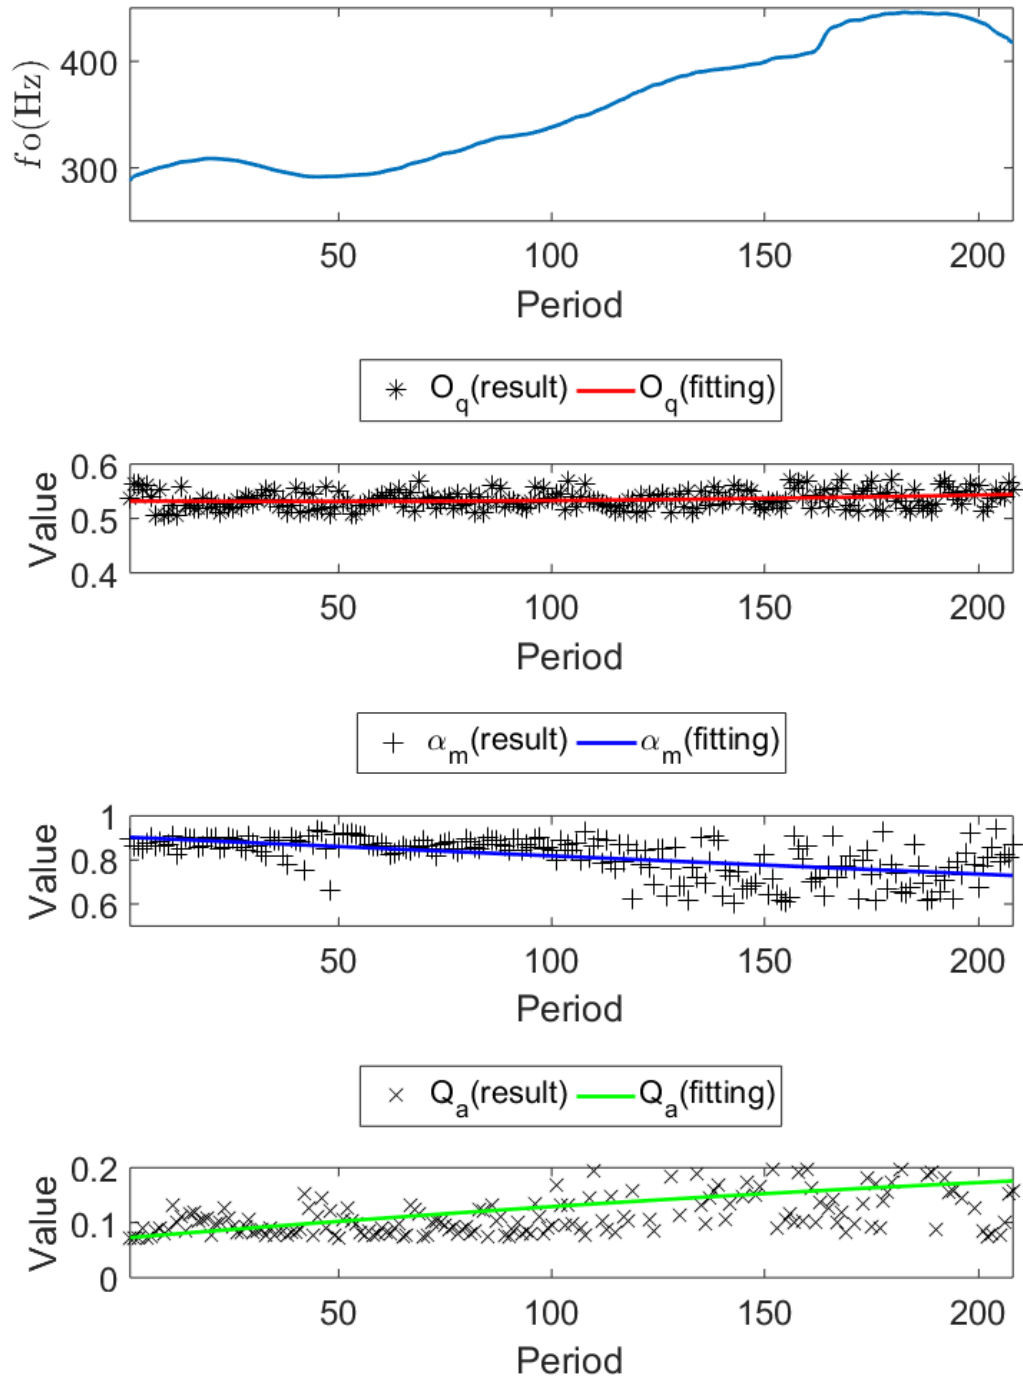 fo(Hz)
400
300
50 100 150 200
Period
O_q(result) O_q(fitting)
Value
0.6
0.5
0.4
50 100 150 200
Period
α_m(result) α_m(fitting)
Value
1
0.8
0.6
50 100 150 200
Period
Q_a(result) Q_a(fitting)
Value
0.2
0.1
0
50 100 150 200
Period